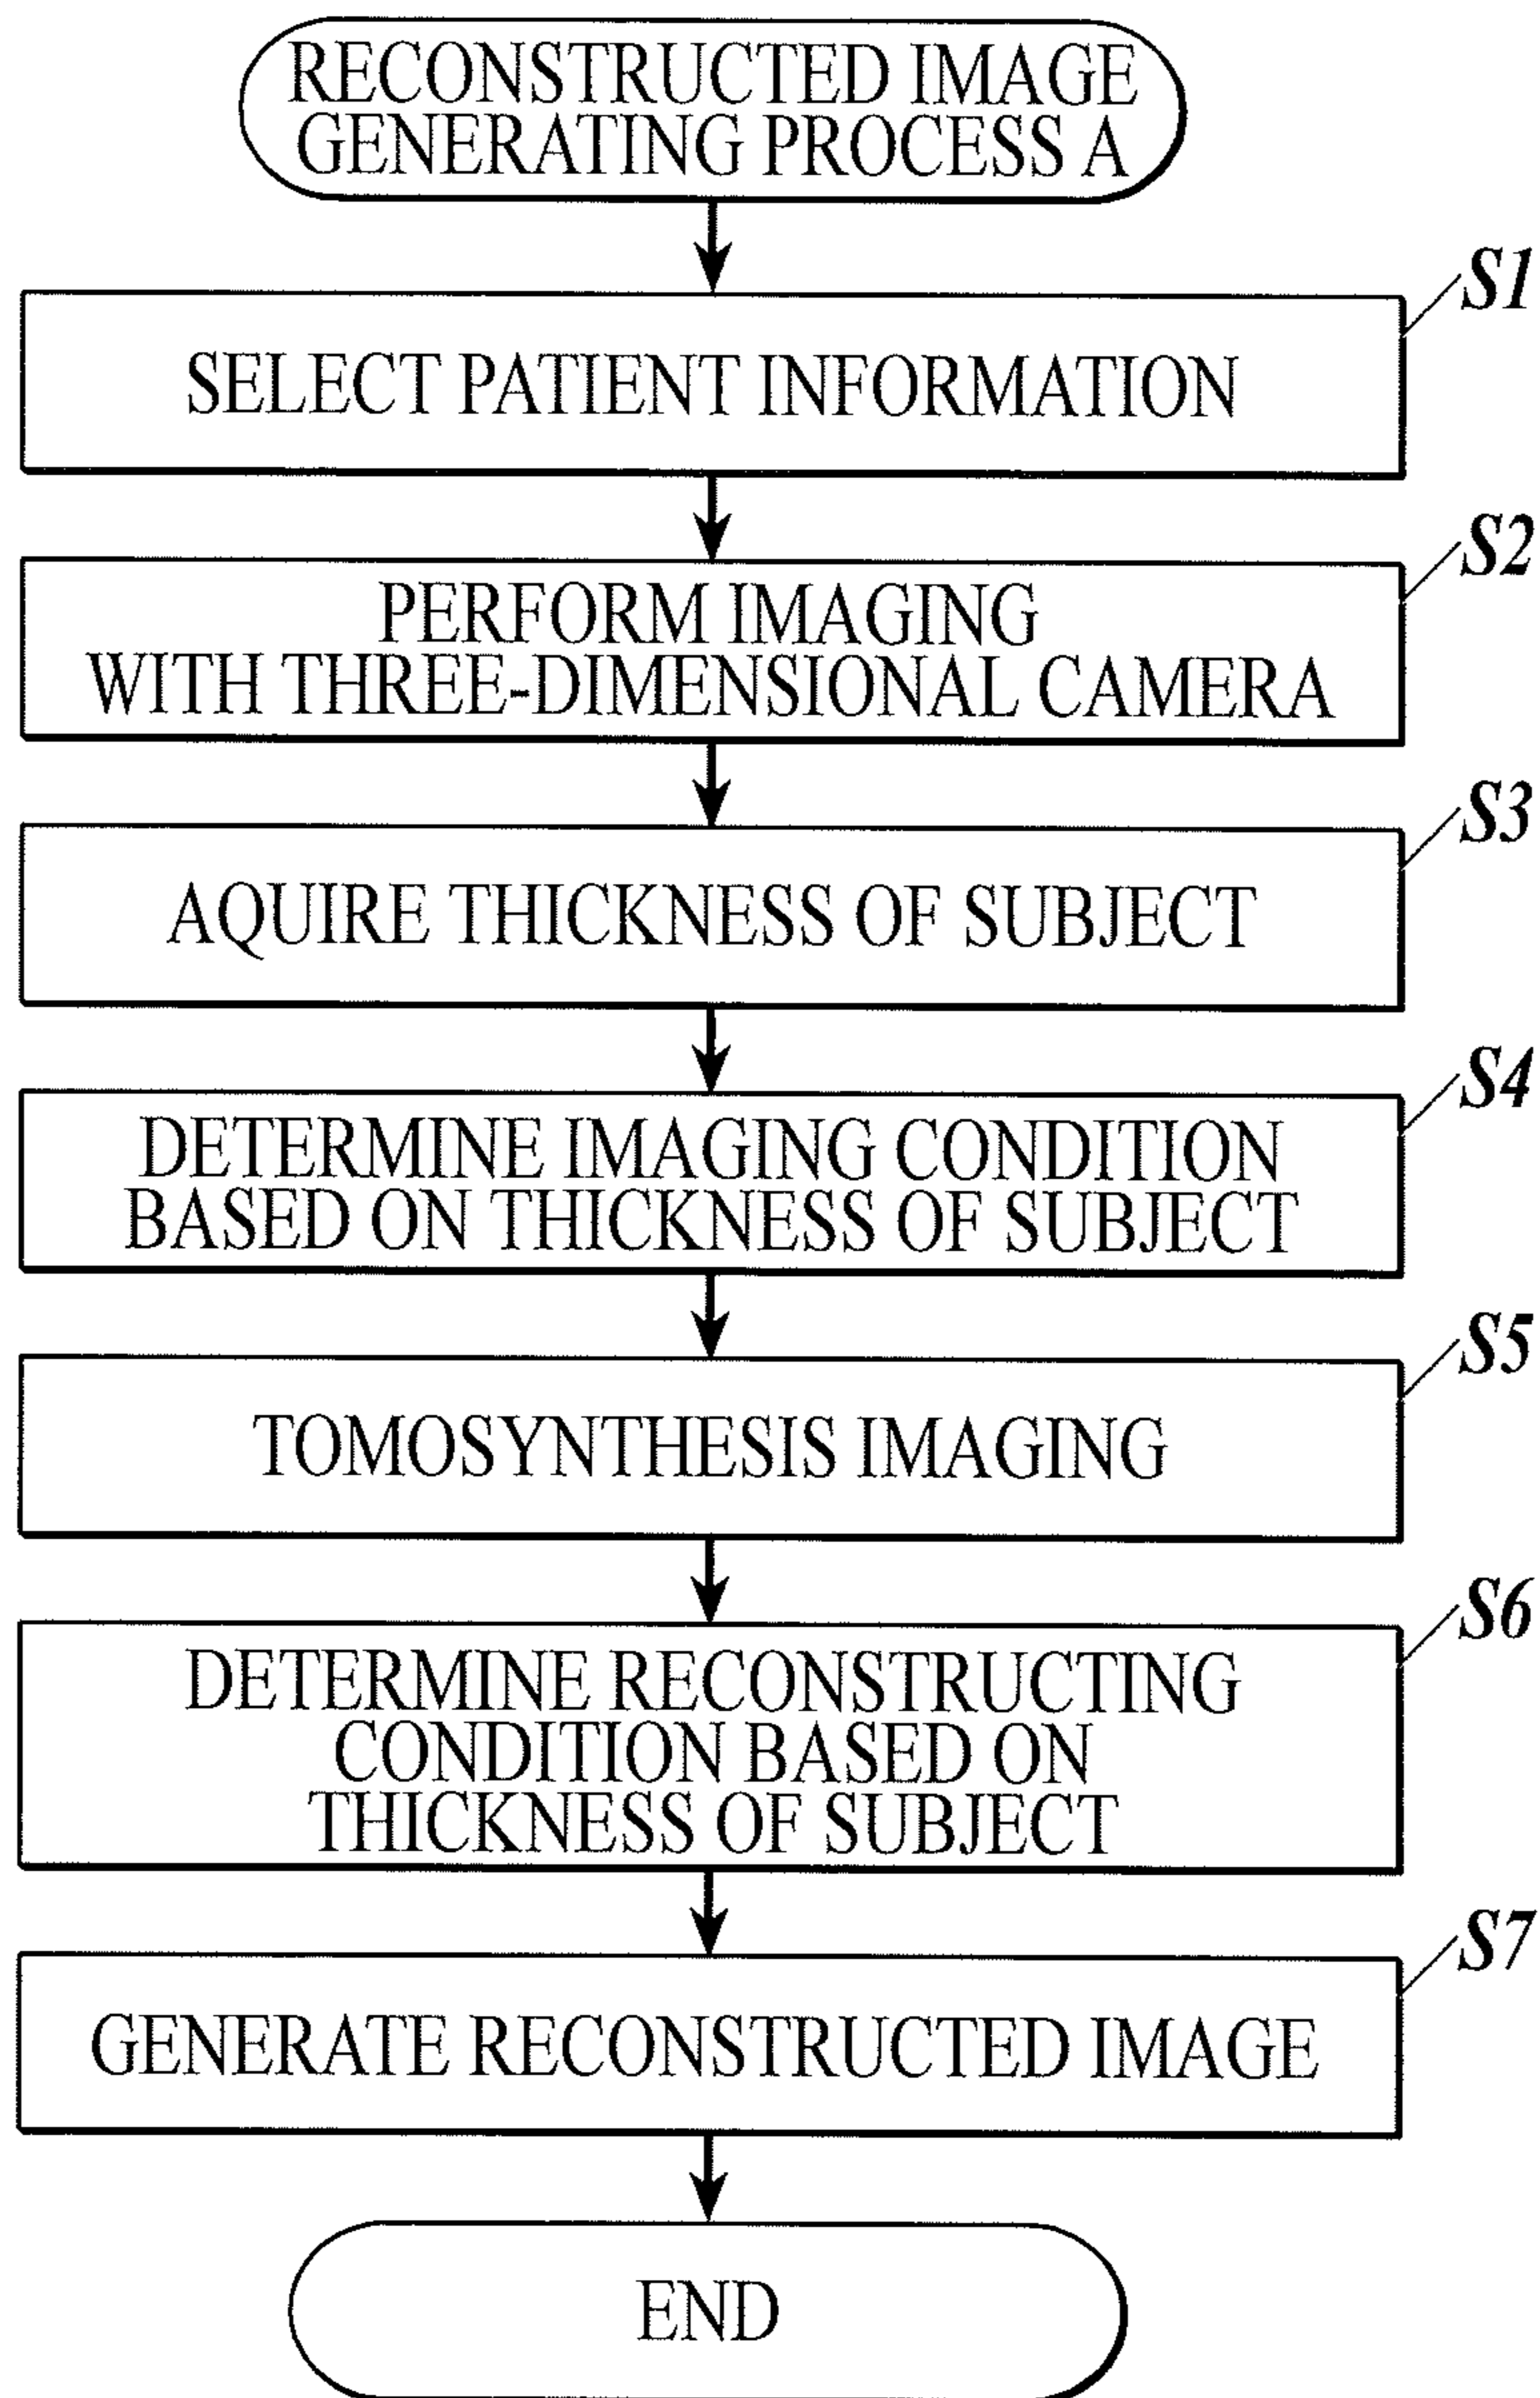 RECONSTRUCTED IMAGE
GENERATING PROCESS A
S1
SELECT PATIENT INFORMATION
S2
PERFORM IMAGING
WITH THREE-DIMENSIONAL CAMERA
S3
AQUIRE THICKNESS OF SUBJECT
S4
DETERMINE IMAGING CONDITION
BASED ON THICKNESS OF SUBJECT
S5
TOMOSYNTHESIS IMAGING
S6
DETERMINE RECONSTRUCTING
CONDITION BASED ON
THICKNESS OF SUBJECT
S7
GENERATE RECONSTRUCTED IMAGE
END